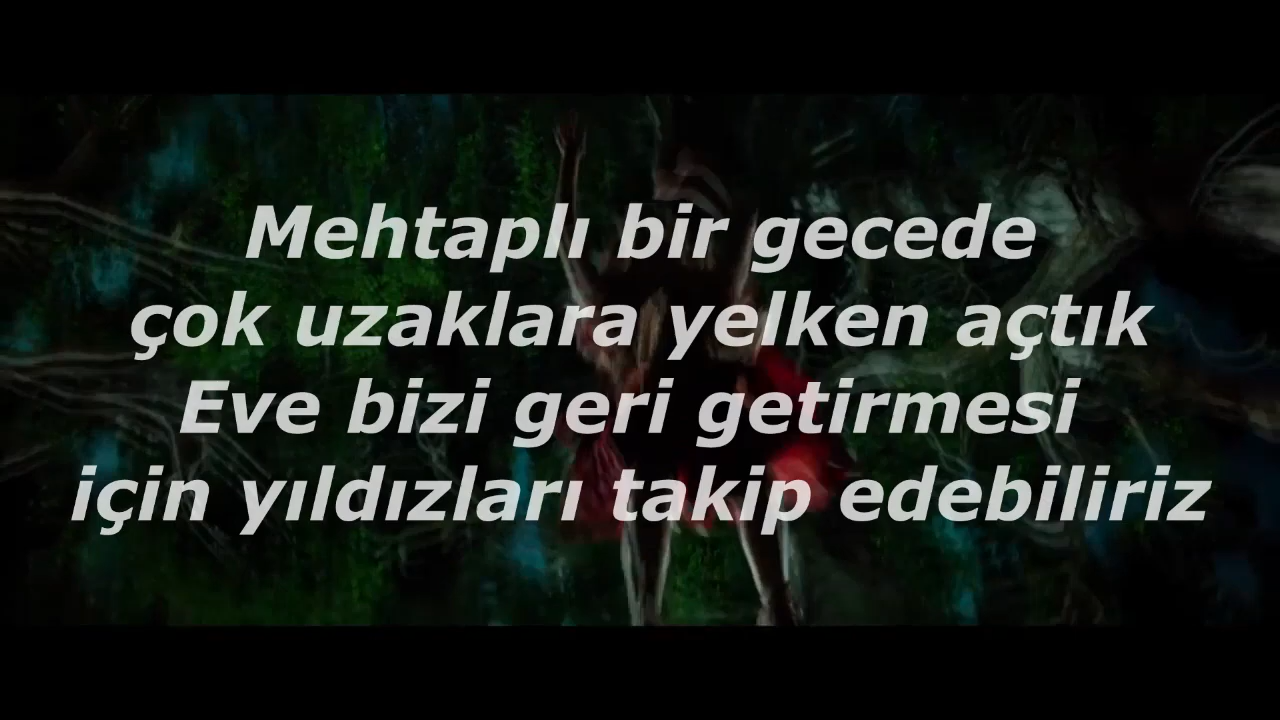 Mehtaplı bir gecede
çok uzaklara yelken açtık
Eve bizi geri getirmesi
için yıldızları takip edebiliriz